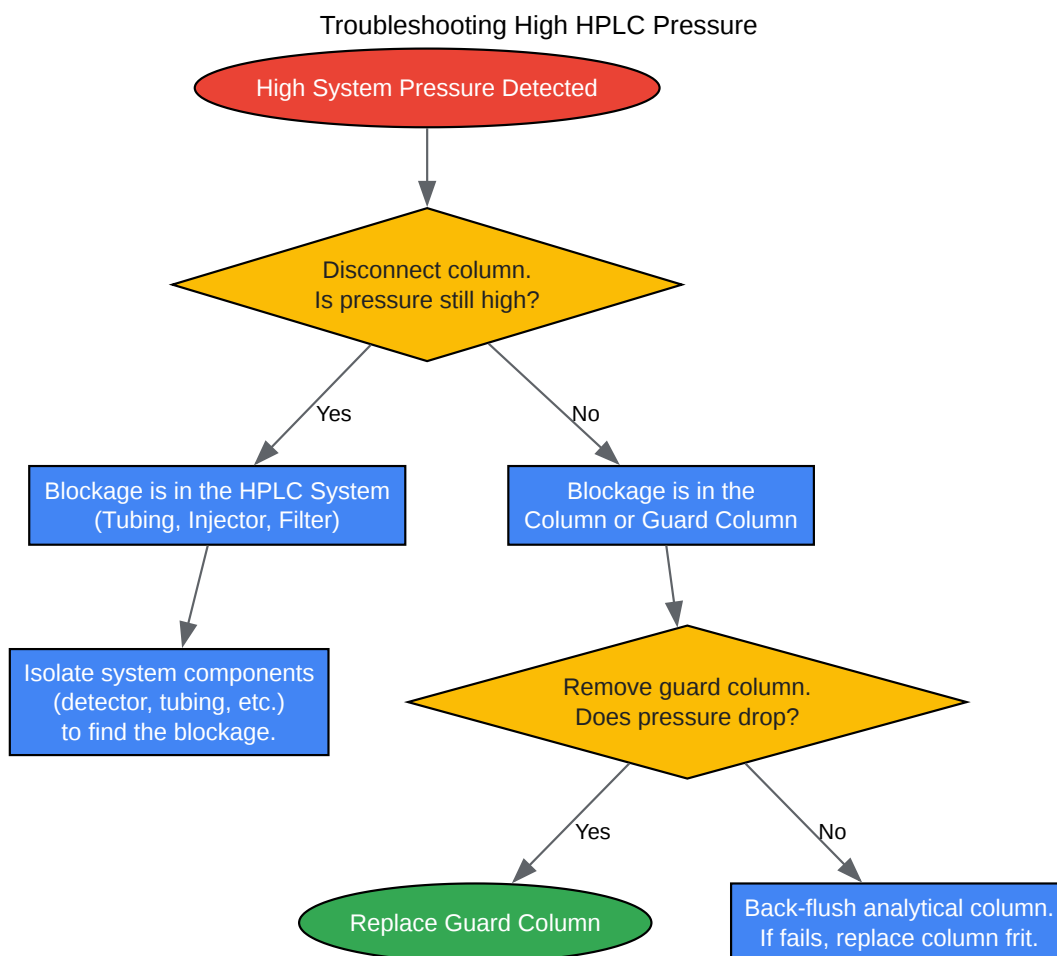 Troubleshooting High HPLC Pressure
High System Pressure Detected
Disconnect column.
Is pressure still high?
Yes
No
Blockage is in the HPLC System
(Tubing, Injector, Filter)
Blockage is in the
Column or Guard Column
Isolate system components
(detector, tubing, etc.)
to find the blockage.
Remove guard column.
Does pressure drop?
Yes
No
Replace Guard Column
Back-flush analytical column.
If fails, replace column frit.